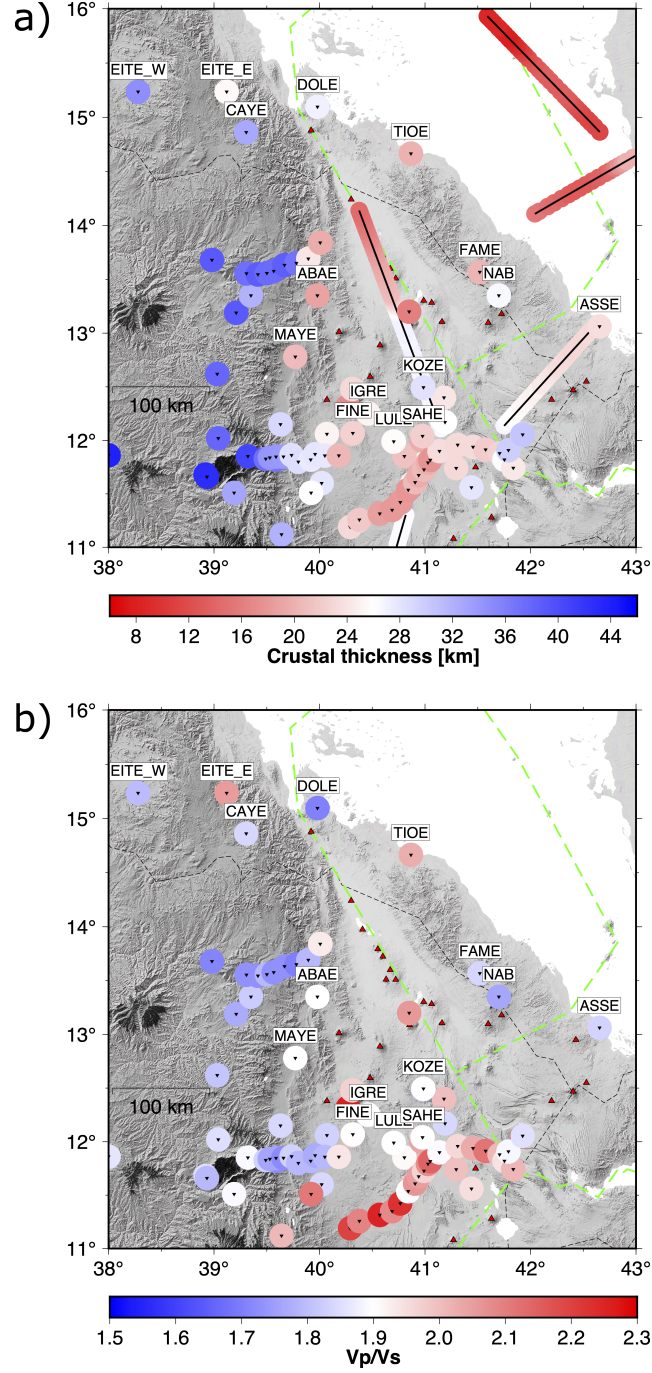 a)
16°
15°
14°
13°
12°
11°
EITE_W
EITE_E
CAYE
DOLE
TIOE
FAME
NAB
ABAE
ASSE
MAYE
KOZE
IGRE
FINE
LULE
SAHE
100 km
38 39 40 41 42 43
8 12 16 20 24 28 32 36 40 44
Crustal thickness [km]
b)
16°
15°
14°
13°
12°
11°
EITE_W
EITE_E
CAYE
DOLE
TIOE
FAME
NAB
ABAE
ASSE
MAYE
KOZE
IGRE
FINE
LULE
SAHE
100 km
38 39 40 41 42 43
1.5 1.6 1.7 1.8 1.9 2.0 2.1 2.2 2.3
Vp/Vs